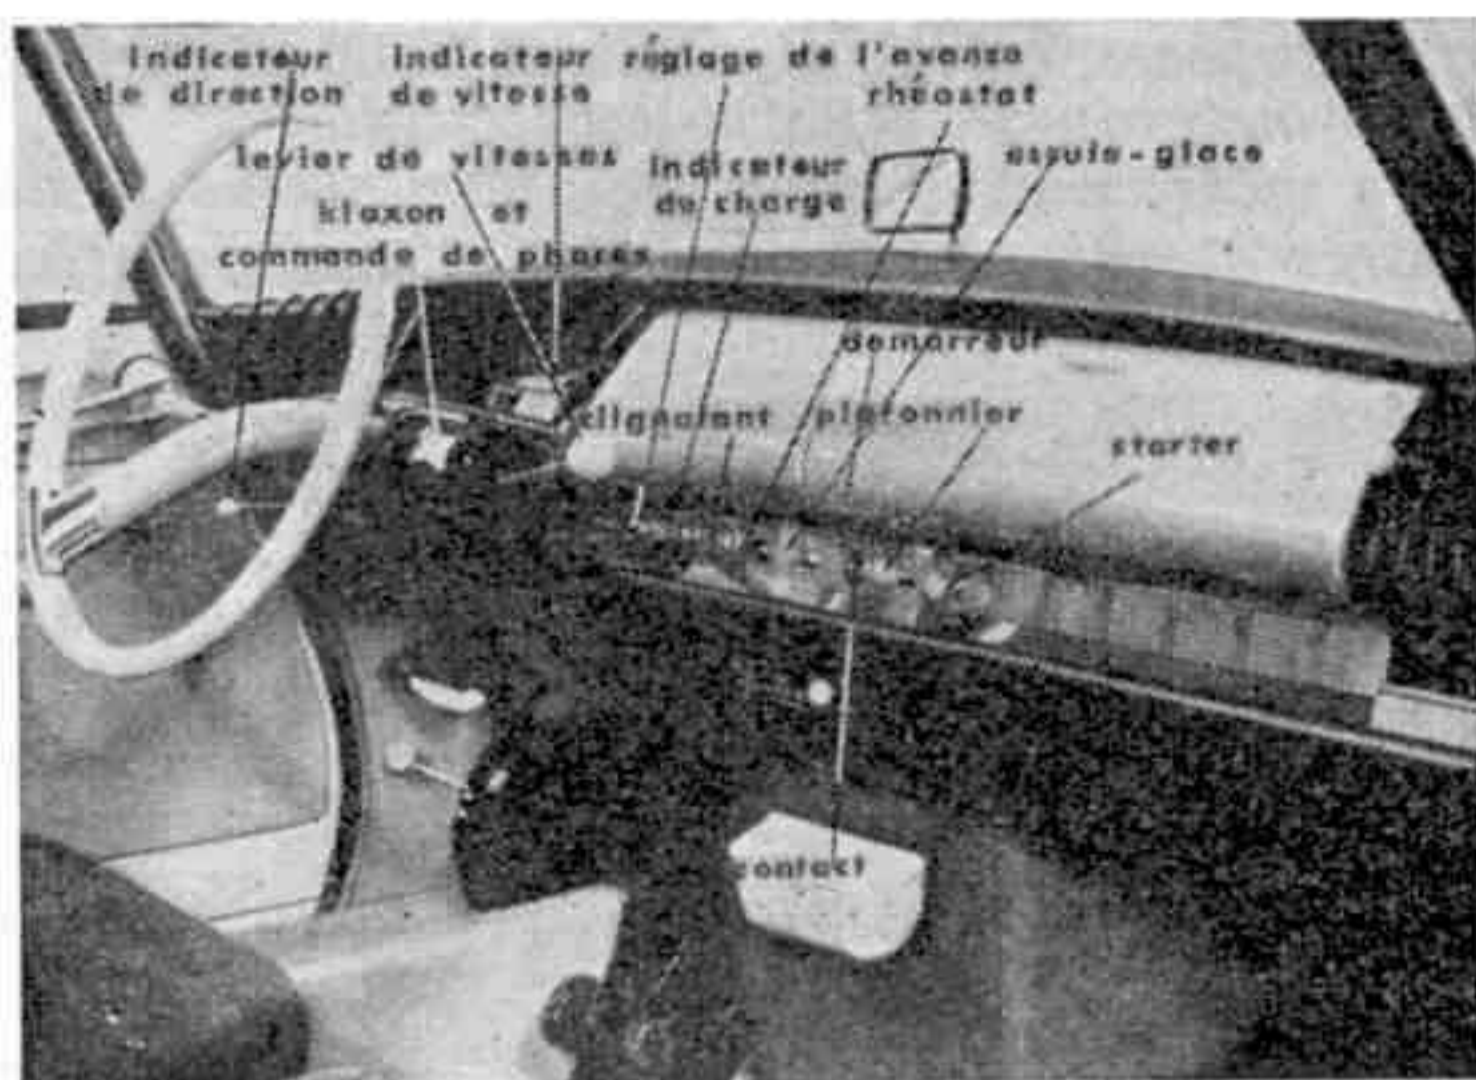 indicateur
de direction
indicateur
de vitesse
réglage de l'avance
rhéostat
levier de vitesses
indicateur
de charge
essuie-glace
klaxon et
commande de phares
démarreur
clignotant
plafonnier
starter
contact